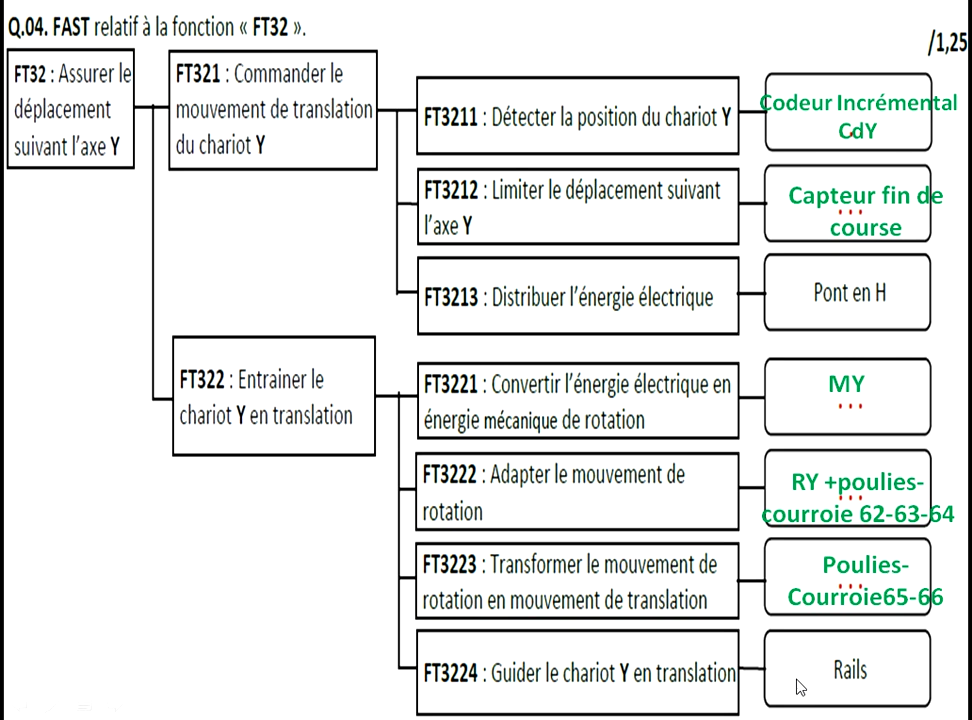 Q.04. FAST relatif à la fonction « FT32 ».
/1,25
FT32 : Assurer le
déplacement
suivant l'axe Y
FT321 : Commander le
mouvement de translation
du chariot Y
FT3211 : Détecter la position du chariot Y
Codeur Incrémental
CdY
FT3212 : Limiter le déplacement suivant
l'axe Y
Capteur fin de
...
course
FT3213 : Distribuer l'énergie électrique
Pont en H
FT322 : Entrainer le
chariot Y en translation
FT3221 : Convertir l'énergie électrique en
énergie mécanique de rotation
MY
...
FT3222 : Adapter le mouvement de
rotation
RY +poulies-
...
courroie 62-63-64
FT3223 : Transformer le mouvement de
rotation en mouvement de translation
Poulies-
...
Courroie65-66
FT3224 : Guider le chariot Y en translation
Rails